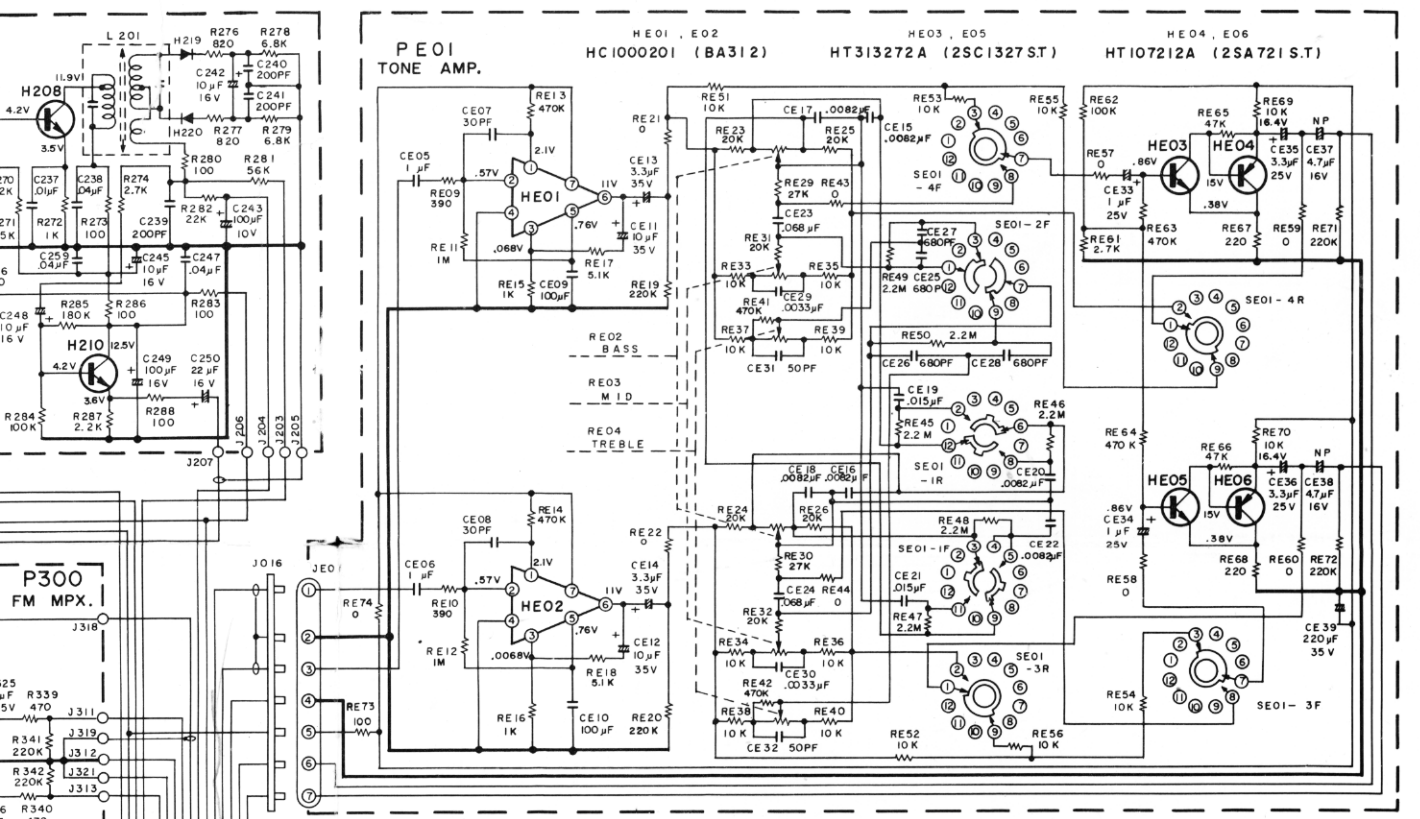 L 201
H219
R276
820
R278
6.8K
C240
200PF
C242
10µF
16V
C241
200PF
H220
R277
820
R279
6.8K
11.9V
H208
4.2V
3.5V
R280
100
R281
56K
C237
.01µF
C238
.04µF
R274
2.7K
R272
1K
R273
100
C239
200PF
R282
22K
C243
100µF
10V
C259
.04µF
C245
10µF
16V
C247
.04µF
C248
10µF
16V
R285
180K
R286
100
R283
100
H210
12.5V
4.2V
3.6V
C249
100µF
16V
C250
22µF
16V
R284
100K
R287
2.2K
R288
100
J207
J206
J204
J203
J205
P300
FM MPX.
J318
R339
470
J311
J319
R341
220K
J312
R342
220K
J321
J313
R340
J016
JE01
1
2
3
4
5
6
7
PE01
TONE AMP.
HE01, E02
HC1000201 (BA312)
HE03, E05
HT313272A (2SC1327 S.T)
HE04, E06
HT107212A (2SA721 S.T)
CE07
30PF
RE13
470K
2.1V
CE05
1µF
RE09
390
.57V
HE01
11V
.76V
.068V
RE11
1M
RE15
1K
CE09
100µF
RE17
5.1K
CE11
10µF
35V
CE13
3.3µF
35V
RE21
0
RE19
220K
RE02
BASS
RE03
MID
RE04
TREBLE
RE51
10K
RE23
20K
CE17
.0082µF
RE25
20K
CE15
.0082µF
RE29
27K
RE43
0
CE23
.068µF
RE31
20K
RE33
10K
RE35
10K
CE29
.0033µF
RE41
470K
RE37
10K
RE39
10K
CE31
50PF
RE53
10K
SE01
-4F
RE55
10K
SE01-2F
CE27
680PF
RE49
2.2M
CE25
680P
RE50
2.2M
CE26
680PF
CE28
680PF
CE19
.015µF
RE45
2.2M
RE46
2.2M
SE01
-1R
CE20
.0082µF
RE62
100K
RE57
0
CE33
1µF
25V
.86V
RE61
2.7K
RE63
470K
RE65
47K
RE69
10K
16.4V
HE03
HE04
15V
.38V
RE67
220
CE35
3.3µF
25V
NP
CE37
4.7µF
16V
RE59
0
RE71
220K
SE01-4R
CE08
30PF
RE14
470K
2.1V
CE06
1µF
RE10
390
.57V
HE02
11V
.76V
.0068V
RE12
1M
RE16
1K
CE10
100µF
RE18
5.1K
CE12
10µF
35V
CE14
3.3µF
35V
RE22
0
RE20
220K
RE74
0
RE73
100
CE18
.0082µF
CE16
.0082µF
RE24
20K
RE26
20K
RE30
27K
CE24
.068µF
RE44
0
RE32
20K
RE34
10K
RE36
10K
CE30
.0033µF
RE42
470K
RE38
10K
RE40
10K
CE32
50PF
RE48
2.2M
SE01-1F
CE22
.0082µF
CE21
.015µF
RE47
2.2M
SE01
-3R
RE52
10K
RE56
10K
RE64
470K
RE66
47K
RE70
10K
16.4V
HE05
HE06
.86V
CE34
1µF
25V
15V
.38V
CE36
3.3µF
25V
NP
CE38
4.7µF
16V
RE58
0
RE68
220
RE60
0
RE72
220K
CE39
220µF
35V
RE54
10K
SE01-3F